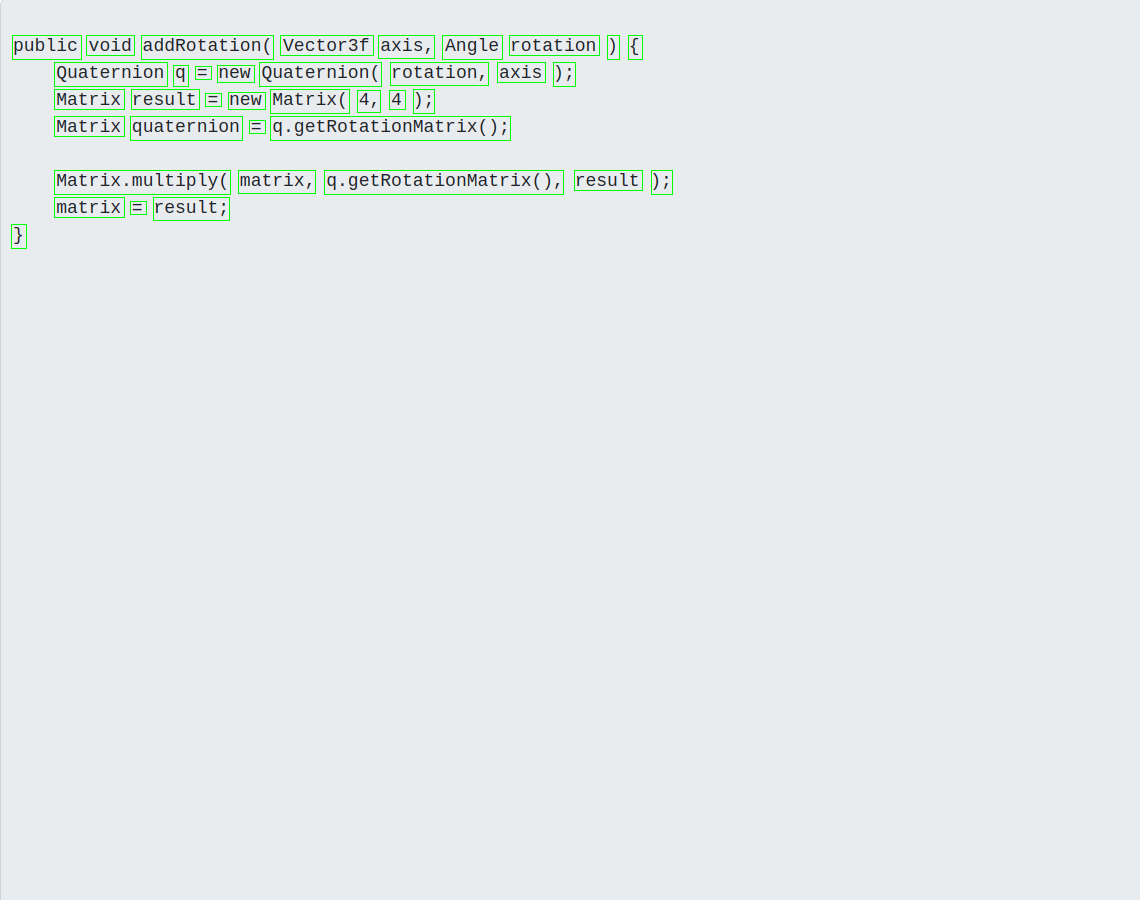 public void addRotation( Vector3f axis, Angle rotation ) {
    Quaternion q = new Quaternion( rotation, axis );
    Matrix result = new Matrix( 4, 4 );
    Matrix quaternion = q.getRotationMatrix();

    Matrix.multiply( matrix, q.getRotationMatrix(), result );
    matrix = result;
}